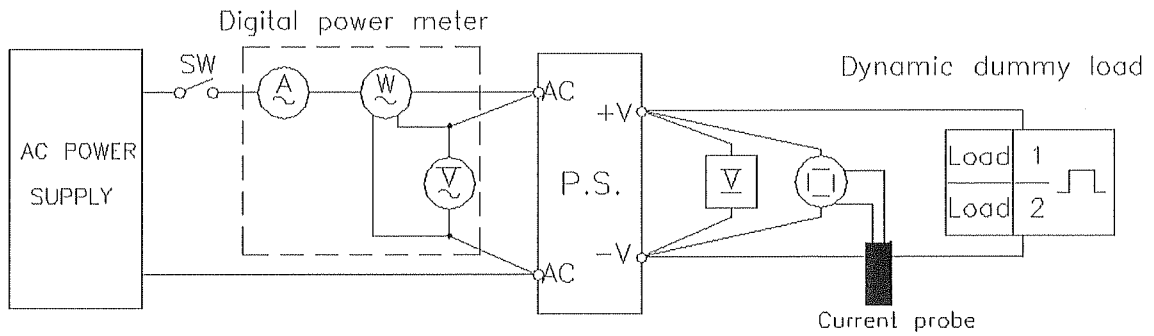 Digital power meter
SW
A
W
AC
Dynamic dummy load
+V
AC POWER
SUPPLY
V
P.S.
V
Load 1
Load 2
-V
AC
Current probe